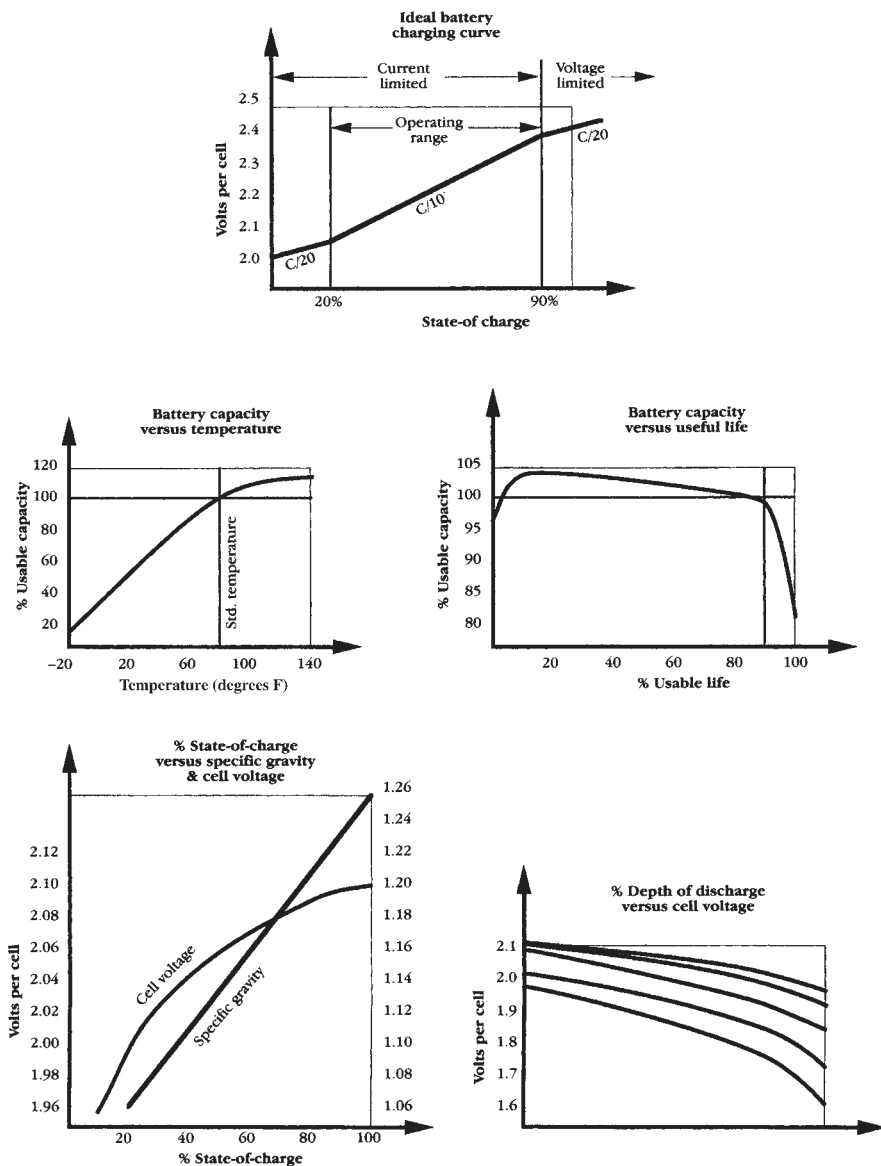 Ideal battery
charging curve
Current
limited
Voltage
limited
Operating
range
Volts per cell
2.5
2.4
2.3
2.2
2.1
2.0
C/20
C/10
C/20
20%
90%
State-of charge
Battery capacity
versus temperature
% Usable capacity
120
100
80
60
40
20
Std. temperature
–20
20
60
100
140
Temperature (degrees F)
Battery capacity
versus useful life
% Usable capacity
105
100
95
90
85
80
20
40
60
80
100
% Usable life
% State-of-charge
versus specific gravity
& cell voltage
Volts per cell
2.12
2.10
2.08
2.06
2.04
2.02
2.00
1.98
1.96
Cell voltage
Specific gravity
1.26
1.24
1.22
1.20
1.18
1.16
1.14
1.12
1.10
1.08
1.06
20
40
60
80
100
% State-of-charge
% Depth of discharge
versus cell voltage
Volts per cell
2.1
2.0
1.9
1.8
1.7
1.6